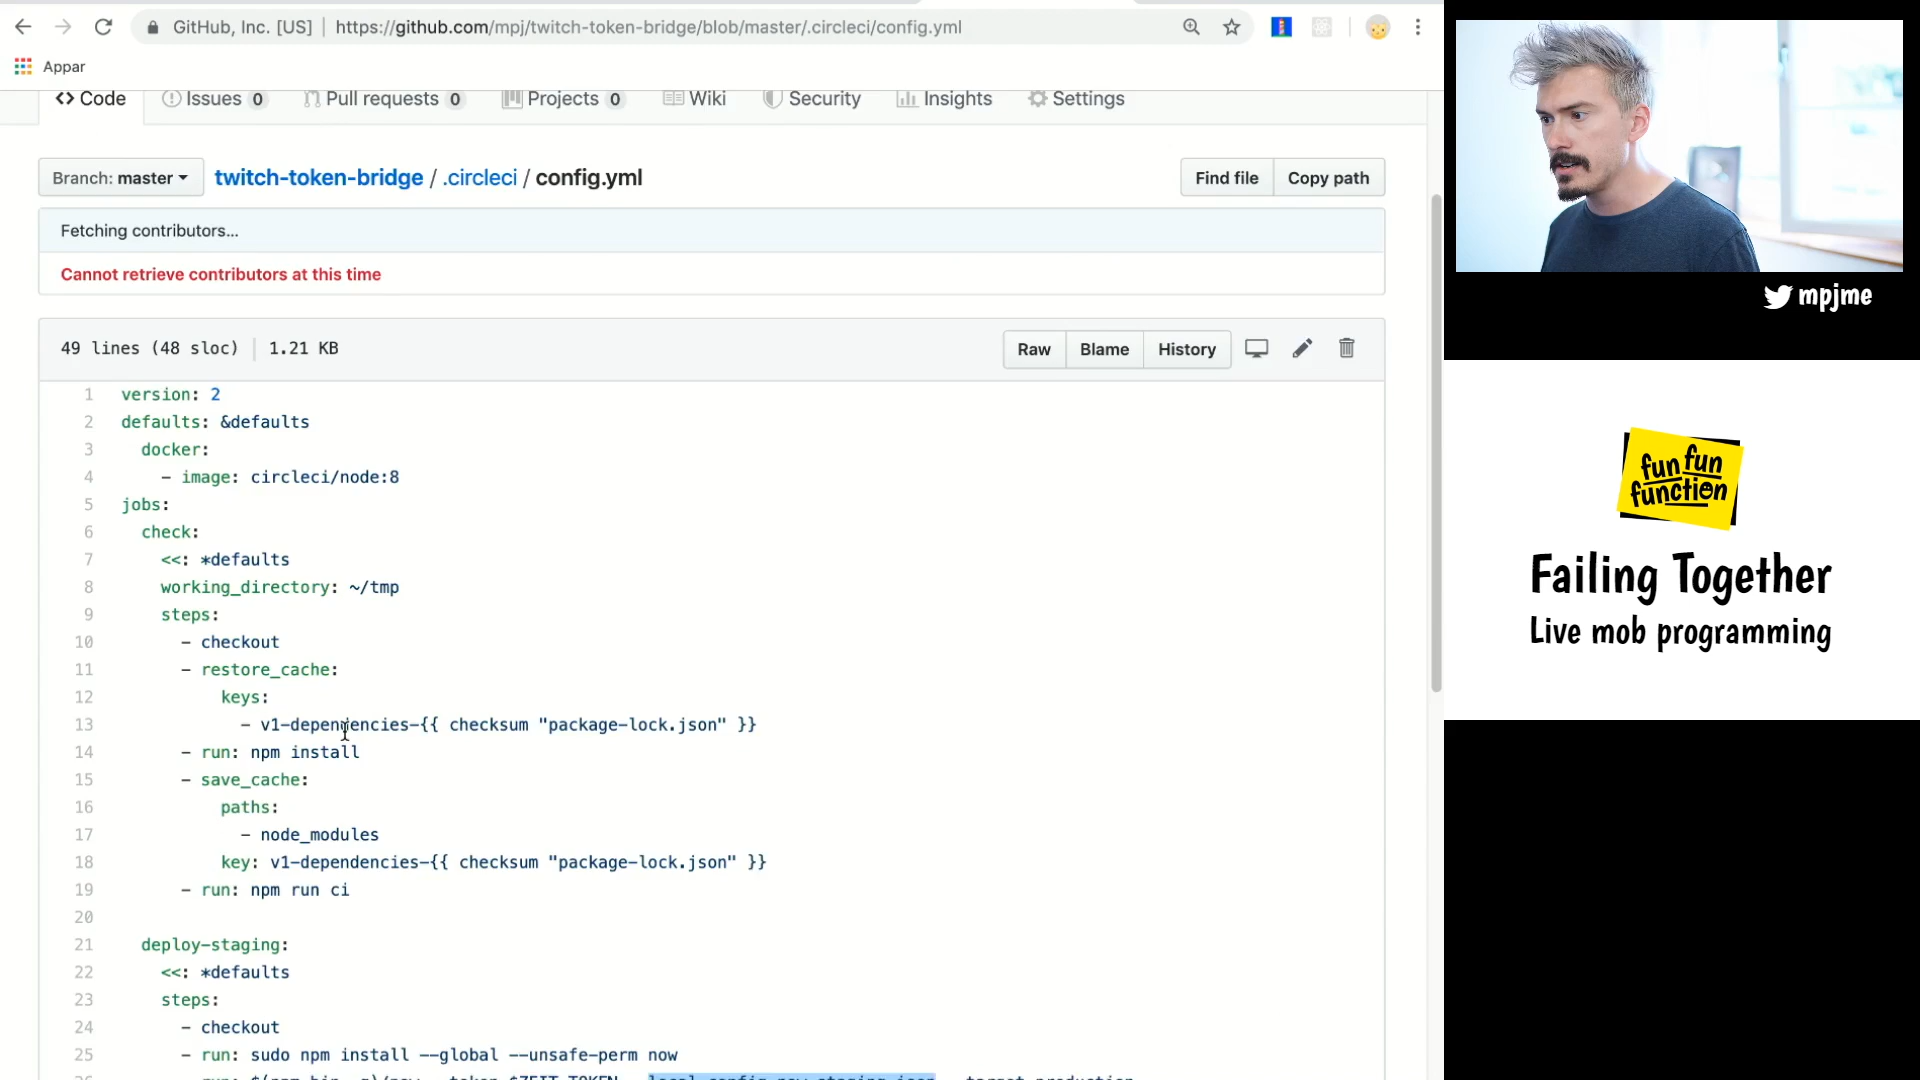 GitHub, Inc. [US] | https://github.com/mpj/twitch-token-bridge/blob/master/.circleci/config.yml
Appar
<> Code Issues 0 Pull requests 0 Projects 0 Wiki Security Insights Settings
Branch: master twitch-token-bridge / .circleci / config.yml Find file Copy path
Fetching contributors...
Cannot retrieve contributors at this time
49 lines (48 sloc) 1.21 KB Raw Blame History
1 version: 2
2 defaults: &defaults
3 docker:
4 - image: circleci/node:8
5 jobs:
6 check:
7 <<: *defaults
8 working_directory: ~/tmp
9 steps:
10 - checkout
11 - restore_cache:
12 keys:
13 - v1-dependencies-{{ checksum "package-lock.json" }}
14 - run: npm install
15 - save_cache:
16 paths:
17 - node_modules
18 key: v1-dependencies-{{ checksum "package-lock.json" }}
19 - run: npm run ci
20
21 deploy-staging:
22 <<: *defaults
23 steps:
24 - checkout
25 - run: sudo npm install --global --unsafe-perm now
mpjme
fun fun
function
Failing Together
Live mob programming